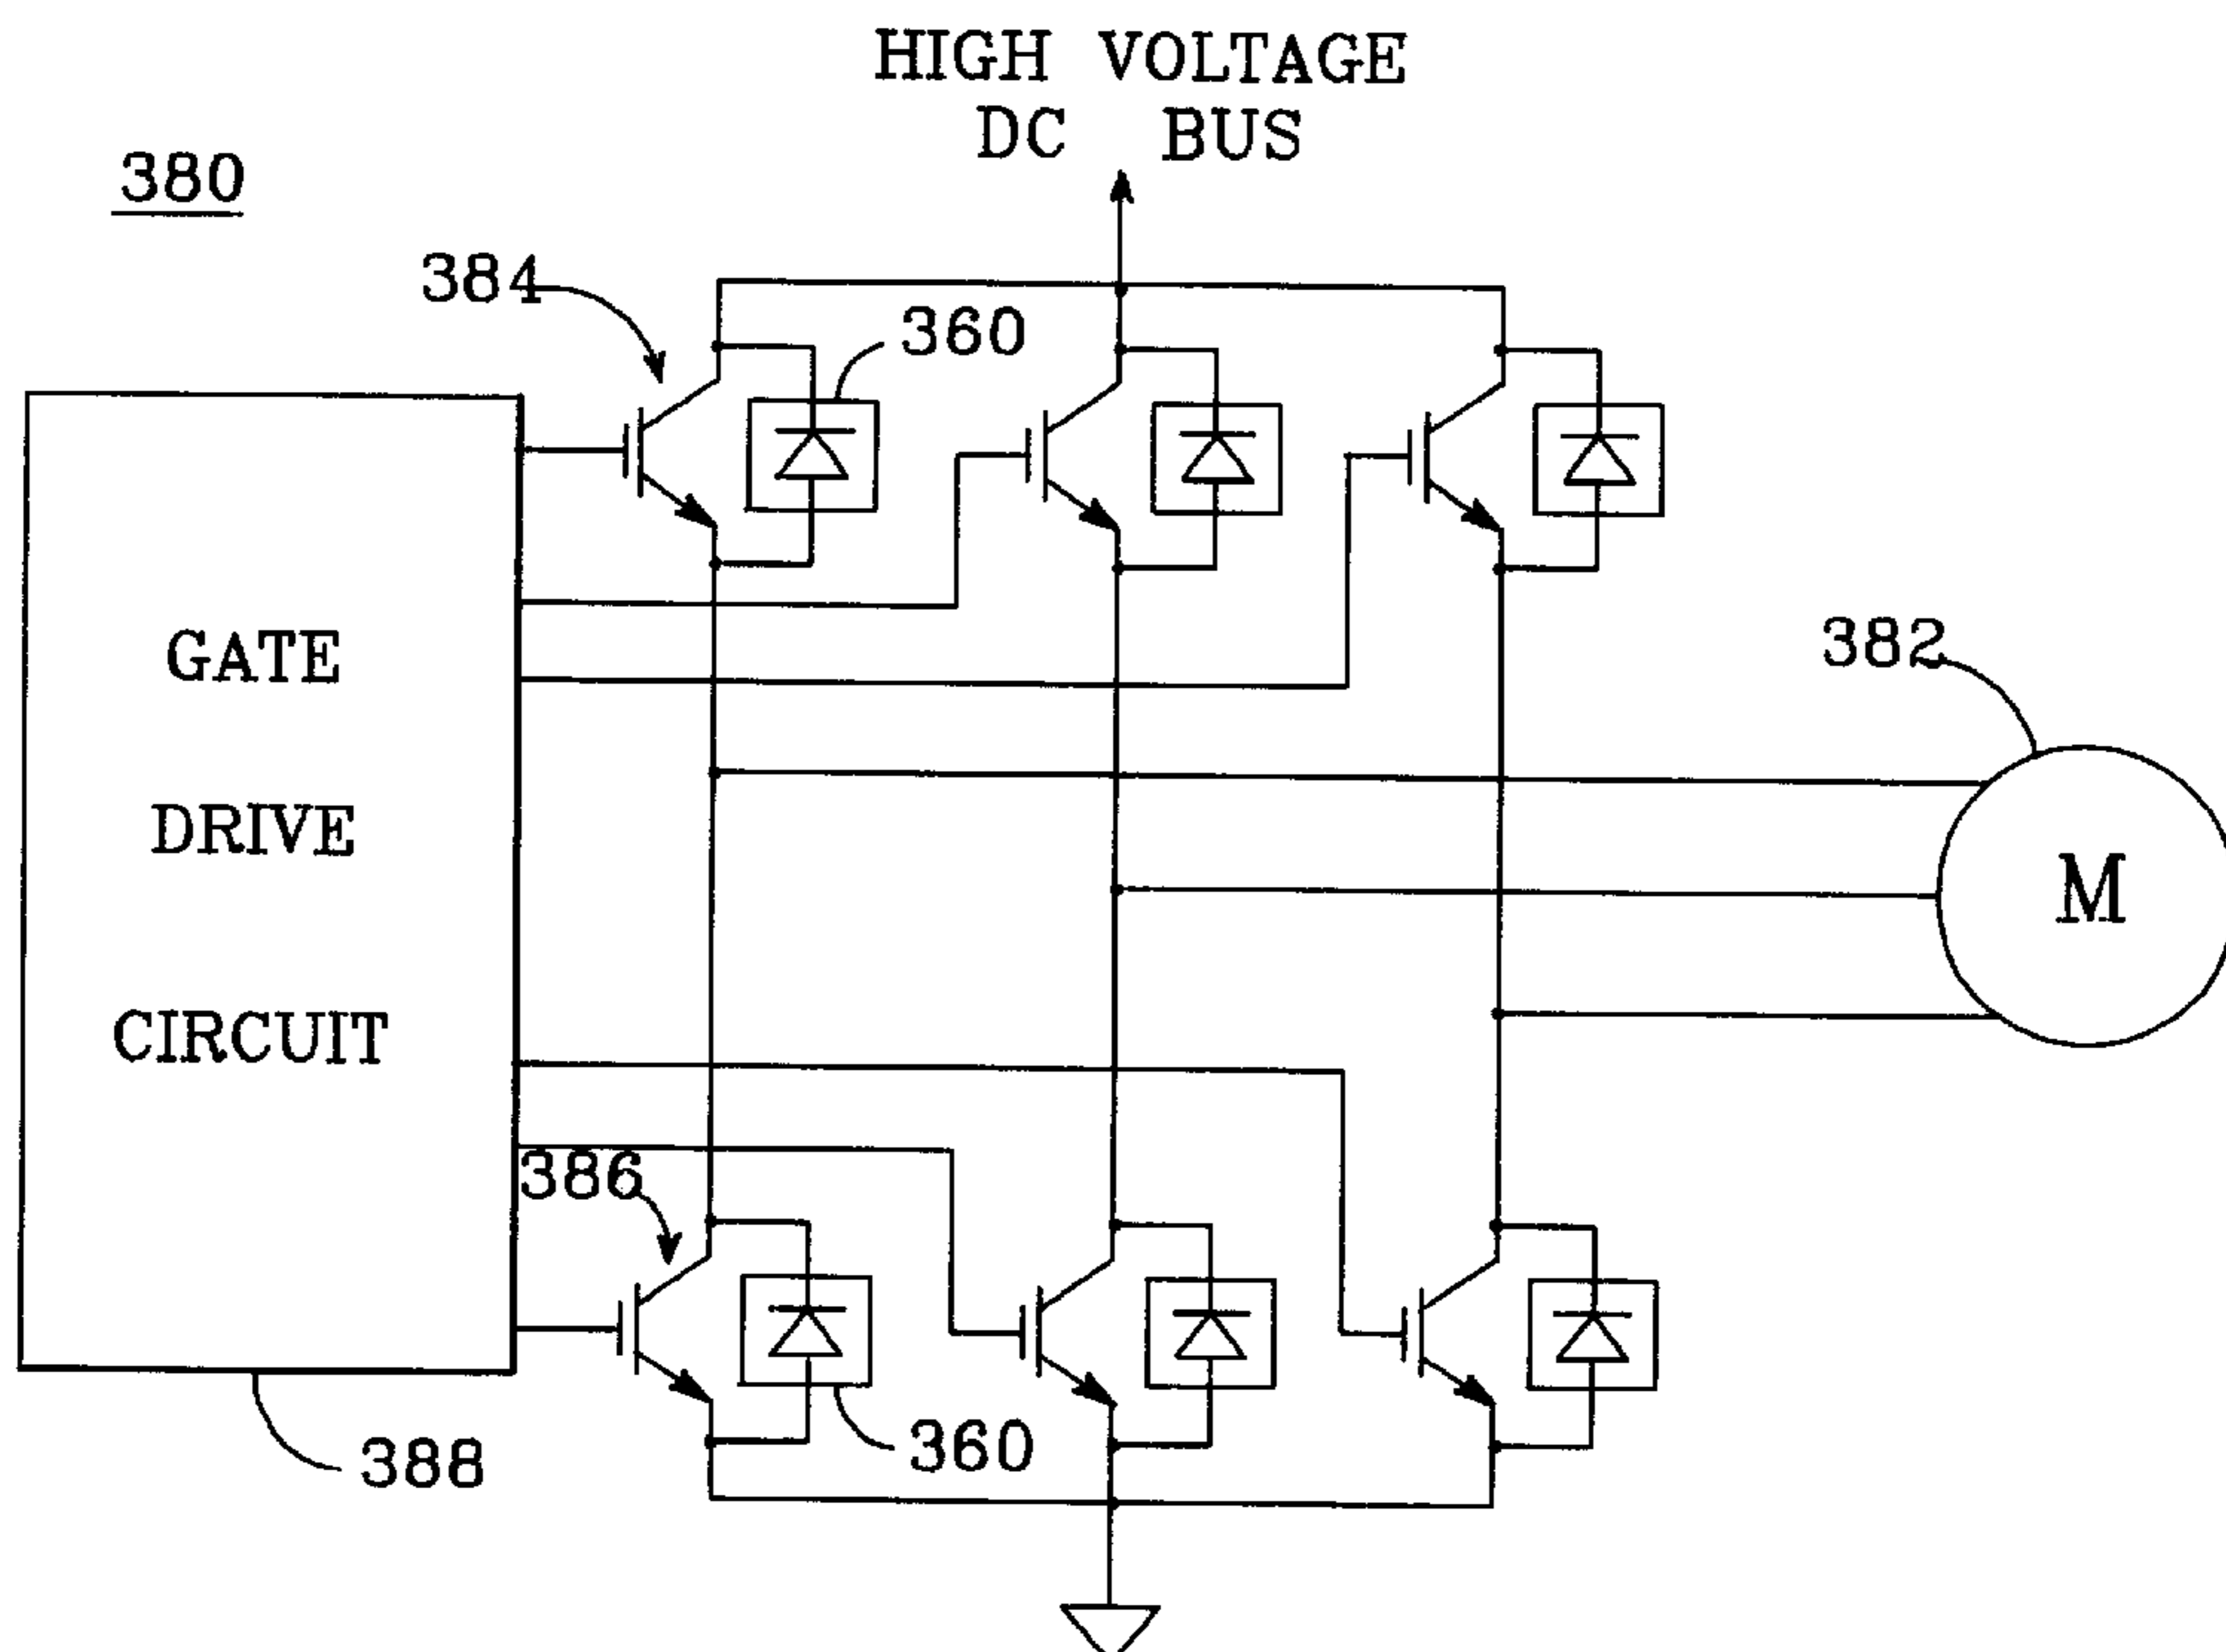 HIGH VOLTAGE
DC BUS
380
384
360
GATE
DRIVE
CIRCUIT
382
M
386
360
388